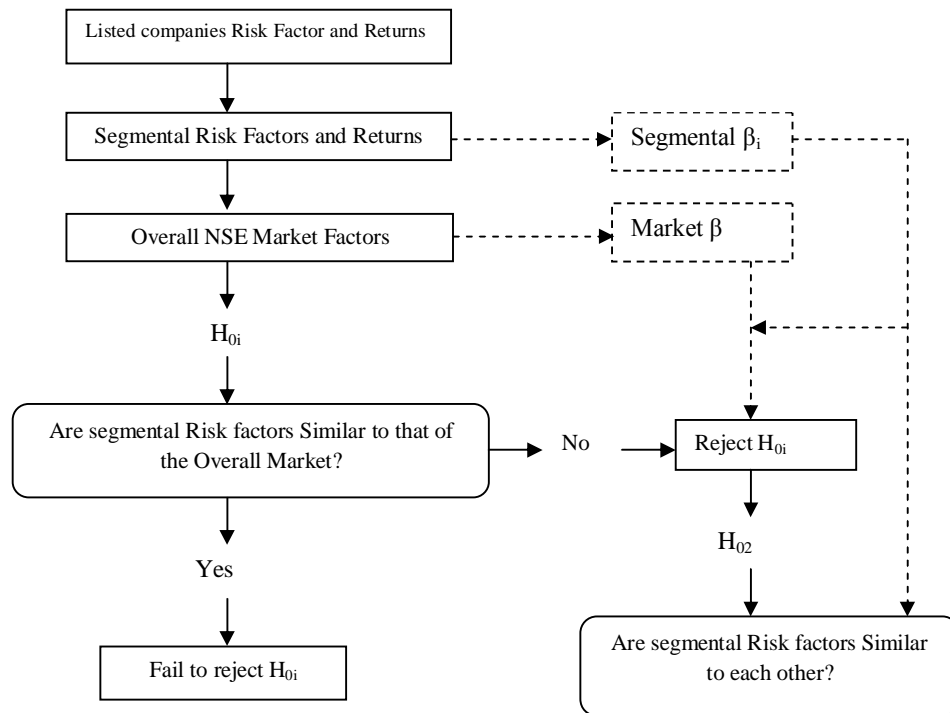 Listed companies Risk Factor and Returns
Segmental Risk Factors and Returns
Segmental βᵢ
Overall NSE Market Factors
Market β
H₀ᵢ
Are segmental Risk factors Similar to that of
the Overall Market?
No
Reject H₀ᵢ
H₀₂
Yes
Are segmental Risk factors Similar
to each other?
Fail to reject H₀ᵢ